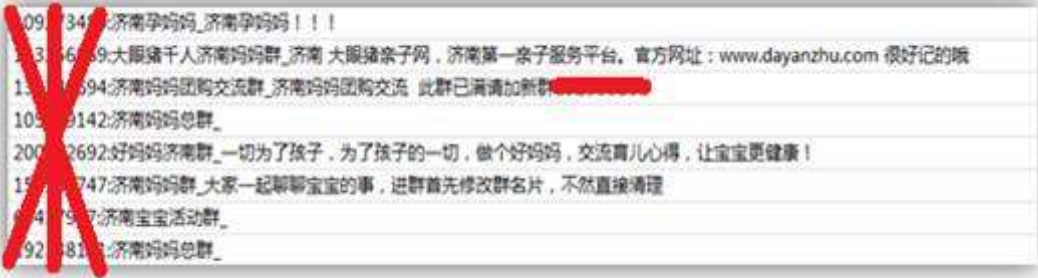 济南孕妈妈_济南孕妈妈！！！
:大眼猪千人济南妈妈群_济南 大眼猪亲子网，济南第一亲子服务平台。官方网址：www.dayanzhu.com 很好记的哦
594:济南妈妈团购交流群_济南妈妈团购交流 此群已满请加新群
9142:济南妈妈总群_
2692:好妈妈济南群_一切为了孩子，为了孩子的一切，做个好妈妈，交流育儿心得，让宝宝更健康！
747:济南妈妈群_大家一起聊聊宝宝的事，进群首先修改群名片，不然直接清理
:济南宝宝活动群_
:济南妈妈总群_